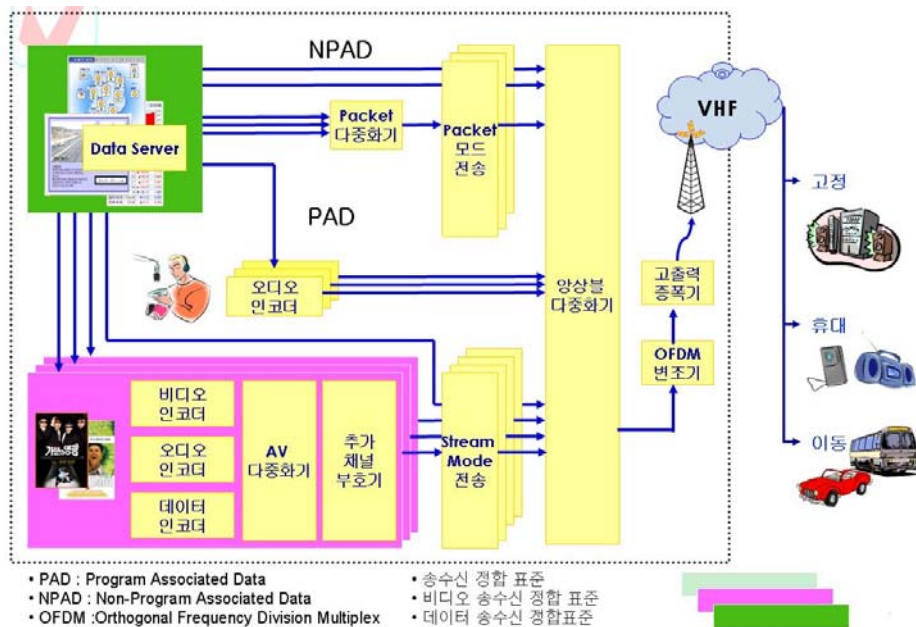 NPAD
VHF
Packet
다중화기
Packet
모드
전송
Data Server
고정
PAD
오디오
인코더
앙상블
다중화기
고출력
증폭기
휴대
OFDM
변조기
비디오
인코더
오디오
인코더
데이터
인코더
AV
다중화기
추가
채널
부호기
Stream
Mode
전송
이동
• PAD : Program Associated Data
• NPAD : Non-Program Associated Data
• OFDM :Orthogonal Frequency Division Multiplex
• 송수신 정합 표준
• 비디오 송수신 정합 표준
• 데이터 송수신 정합표준